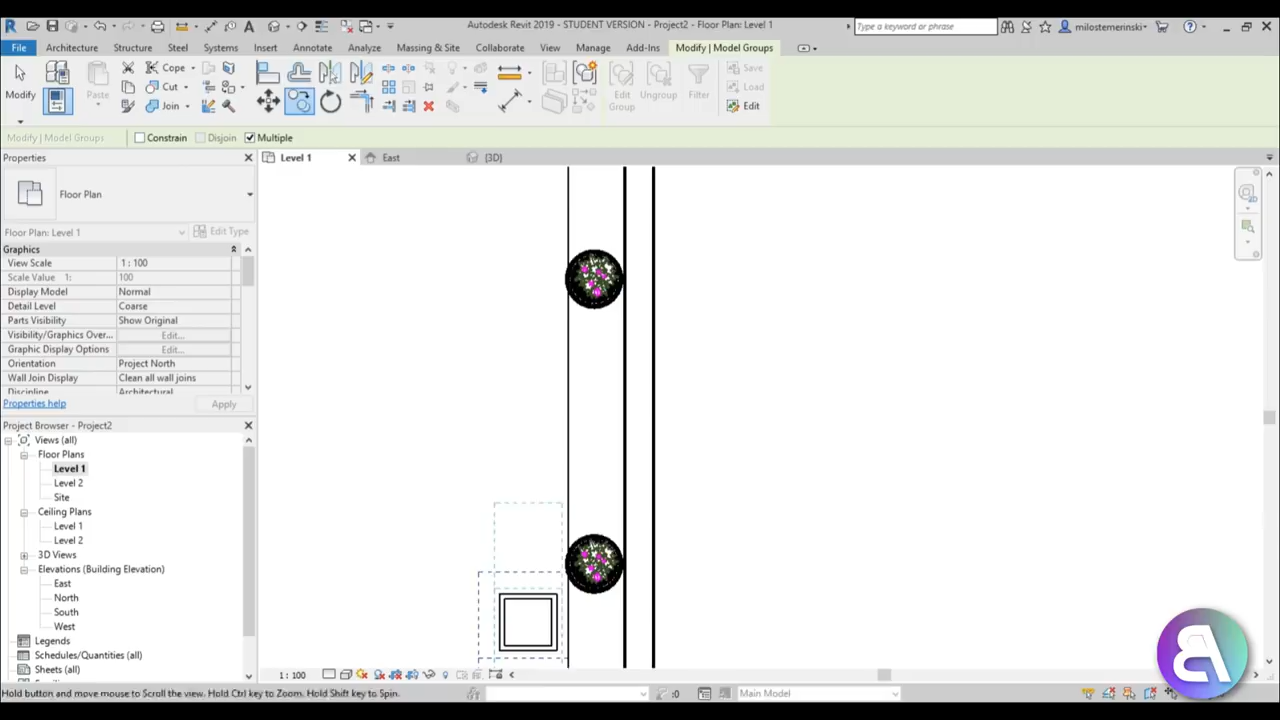 Autodesk Revit 2019 - STUDENT VERSION - Project2 - Floor Plan: Level 1
Type a keyword or phrase
milostemerinski
File
Architecture
Structure
Steel
Systems
Insert
Annotate
Analyze
Massing & Site
Collaborate
View
Manage
Add-Ins
Modify | Model Groups
Modify
Paste
Cope
Cut
Join
Edit
Group
Ungroup
Filter
Save
Load
Edit
Modify | Model Groups
Constrain
Disjoin
Multiple
Properties
Level 1
East
{3D}
Floor Plan
Floor Plan: Level 1
Edit Type
Graphics
View Scale 1 : 100
Scale Value 1: 100
Display Model Normal
Detail Level Coarse
Parts Visibility Show Original
Visibility/Graphics Over... Edit...
Graphic Display Options Edit...
Orientation Project North
Wall Join Display Clean all wall joins
Discipline Architectural
Properties help
Apply
Project Browser - Project2
Views (all)
Floor Plans
Level 1
Level 2
Site
Ceiling Plans
Level 1
Level 2
3D Views
Elevations (Building Elevation)
East
North
South
West
Legends
Schedules/Quantities (all)
Sheets (all)
1 : 100
Hold button and move mouse to Scroll the view. Hold Ctrl key to Zoom. Hold Shift key to Spin.
:0
Main Model